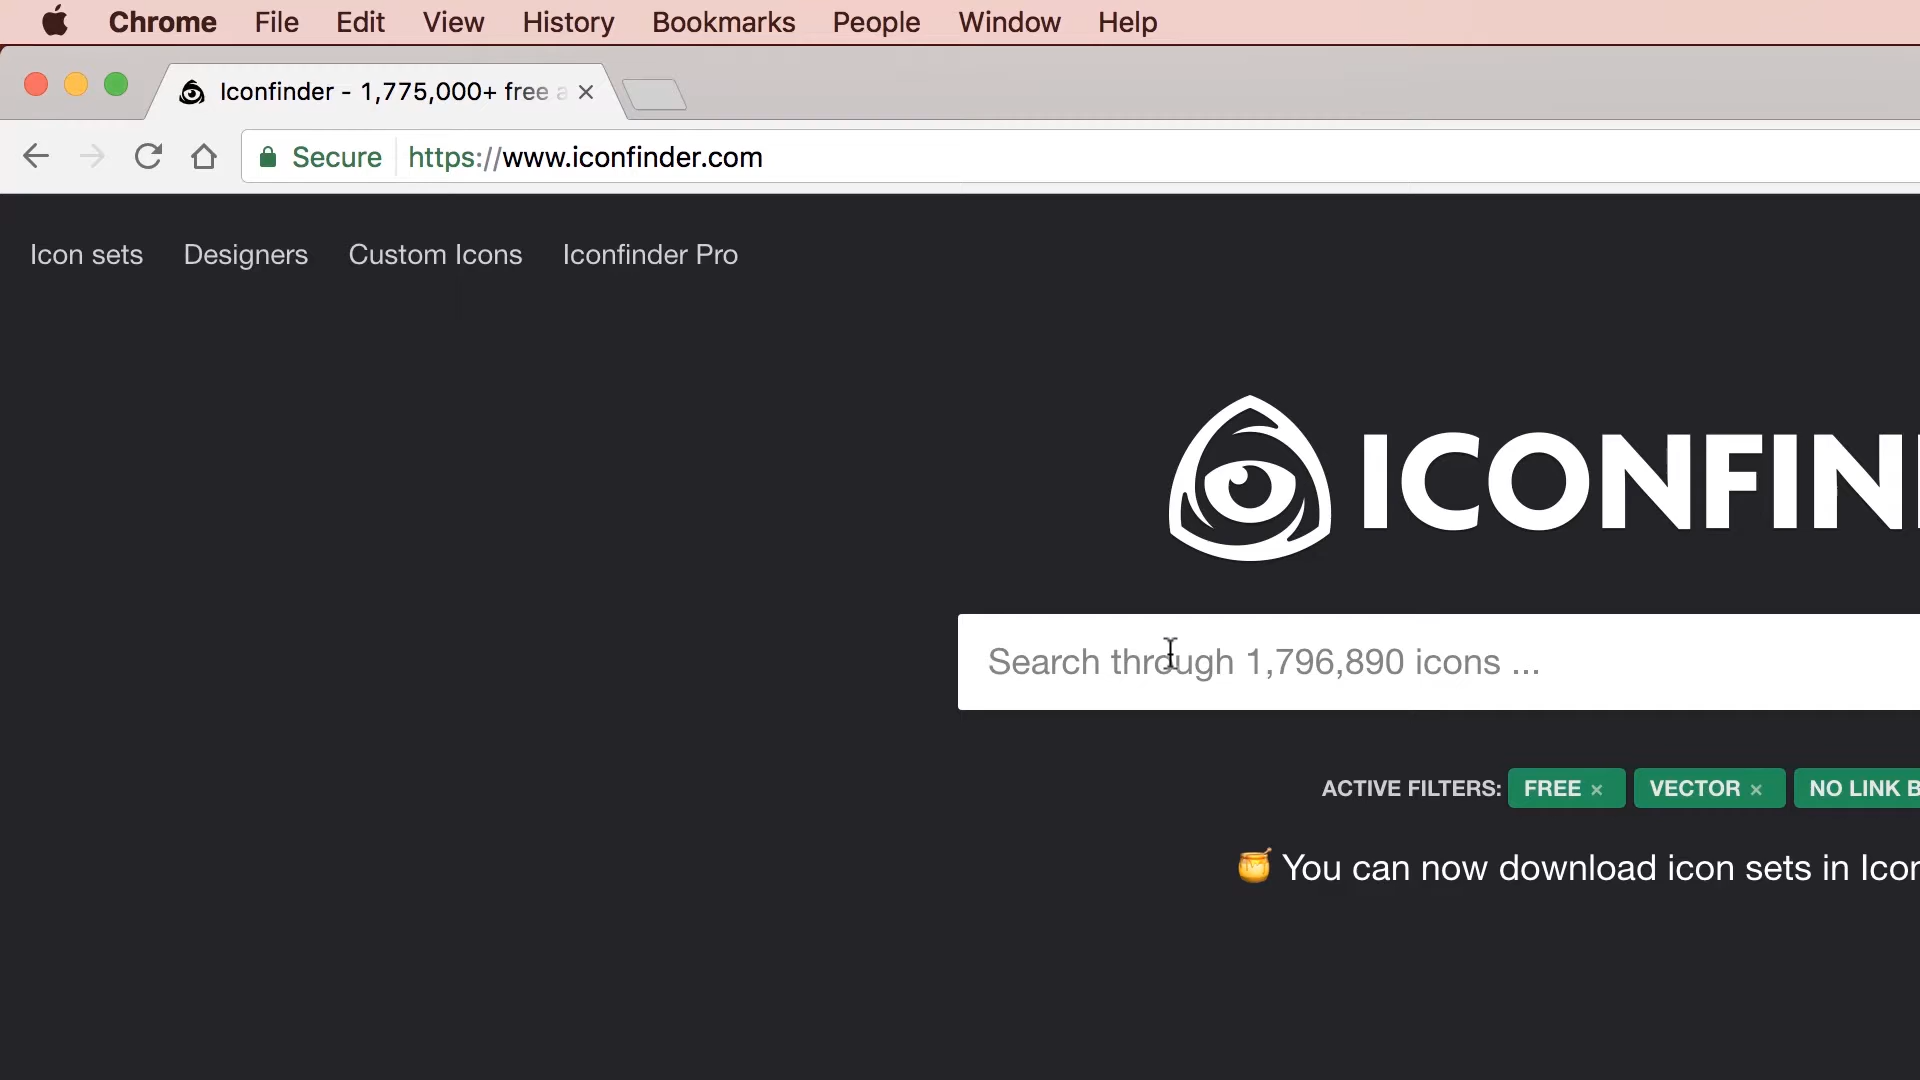 Chrome File Edit View History Bookmarks People Window Help
Iconfinder - 1,775,000+ free a
Secure https://www.iconfinder.com
Icon sets Designers Custom Icons Iconfinder Pro
ICONFIN
Search through 1,796,890 icons ...
ACTIVE FILTERS: FREE × VECTOR × NO LINK B
You can now download icon sets in Icon